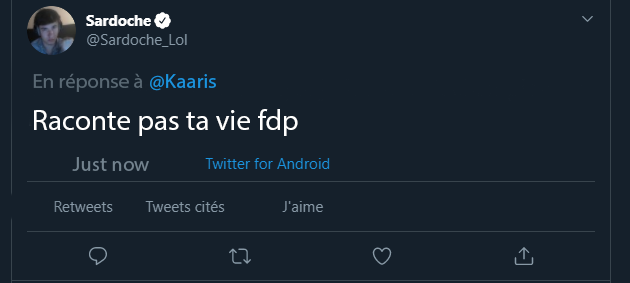 Sardoche
@Sardoche_Lol
En réponse à @Kaaris
Raconte pas ta vie fdp
Just now Twitter for Android
Retweets Tweets cités J'aime